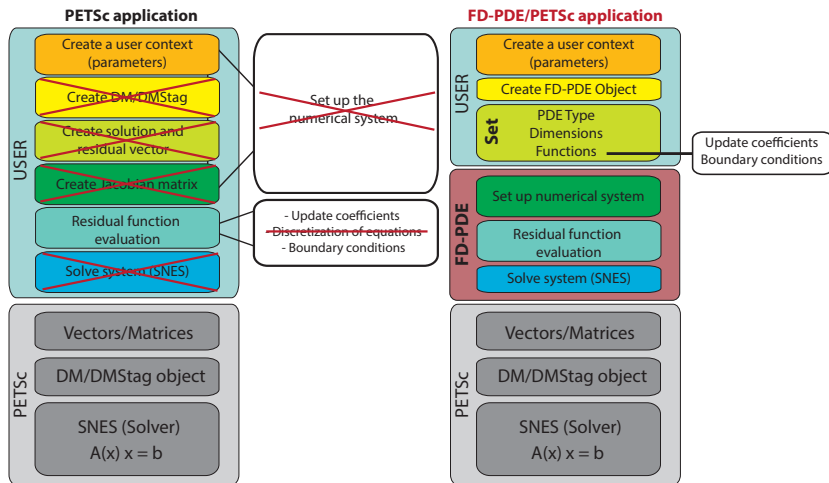 PETSc application
USER
Create a user context
(parameters)
Create DM/DMStag
Create solution and
residual vector
Create Jacobian matrix
Residual function
evaluation
Solve system (SNES)
Set up the
numerical system
- Update coefficients
- Discretization of equations
- Boundary conditions
PETSc
Vectors/Matrices
DM/DMStag object
SNES (Solver)
A(x) x = b
FD-PDE/PETSc application
USER
Create a user context
(parameters)
Create FD-PDE Object
Set
PDE Type
Dimensions
Functions
Update coefficients
Boundary conditions
FD-PDE
Set up numerical system
Residual function
evaluation
Solve system (SNES)
PETSc
Vectors/Matrices
DM/DMStag object
SNES (Solver)
A(x) x = b